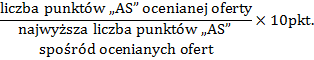 liczba punktów „AS” ocenianej oferty
najwyższa liczba punktów „AS”
spośród ocenianych ofert
× 10pkt.